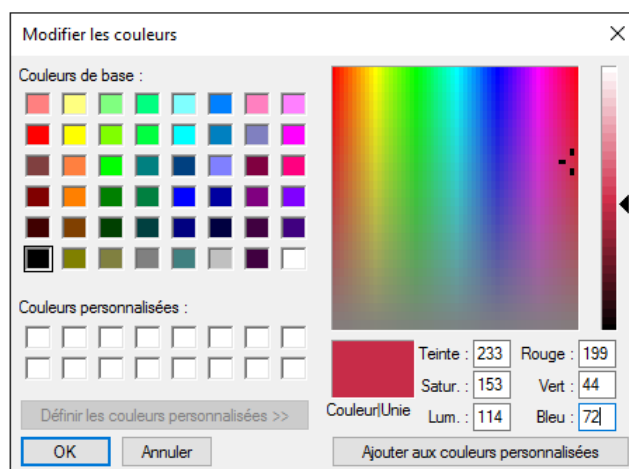 Modifier les couleurs
Couleurs de base :
Couleurs personnalisées :
Définir les couleurs personnalisées >>
OK
Annuler
Couleur|Unie
Teinte : 233
Rouge : 199
Satur. : 153
Vert : 44
Lum. : 114
Bleu : 72
Ajouter aux couleurs personnalisées